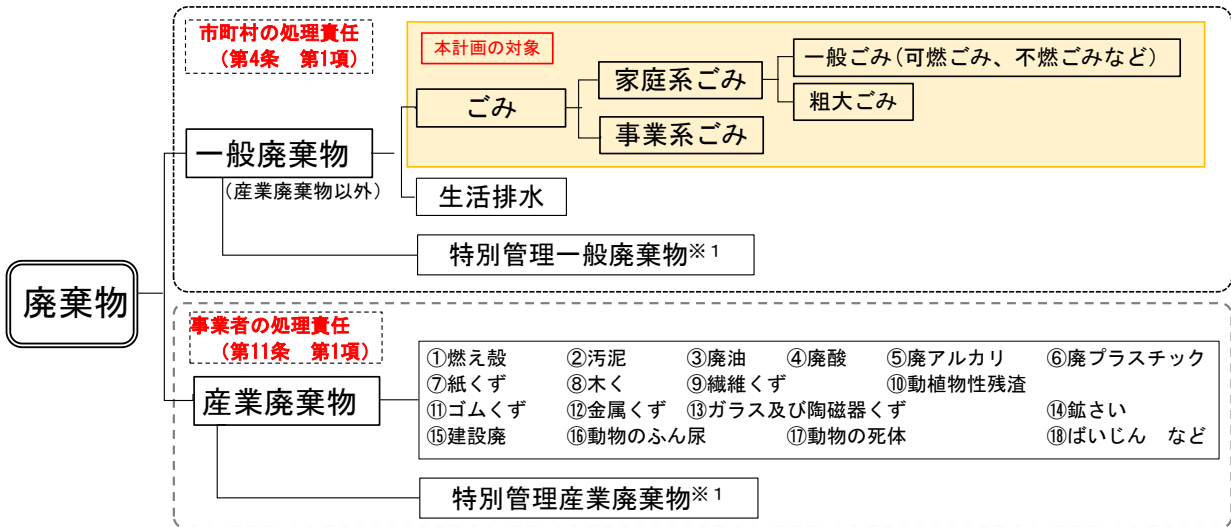 市町村の処理責任
(第4条 第1項)
本計画の対象
一般ごみ(可燃ごみ、不燃ごみなど)
家庭系ごみ
粗大ごみ
ごみ
事業系ごみ
一般廃棄物
(産業廃棄物以外)
生活排水
特別管理一般廃棄物※1
廃棄物
事業者の処理責任
(第11条 第1項)
①燃え殻 ②汚泥 ③廃油 ④廃酸 ⑤廃アルカリ ⑥廃プラスチック
⑦紙くず ⑧木く ⑨繊維くず ⑩動植物性残渣
⑪ゴムくず ⑫金属くず ⑬ガラス及び陶磁器くず ⑭鉱さい
⑮建設廃 ⑯動物のふん尿 ⑰動物の死体 ⑱ばいじん など
産業廃棄物
特別管理産業廃棄物※1